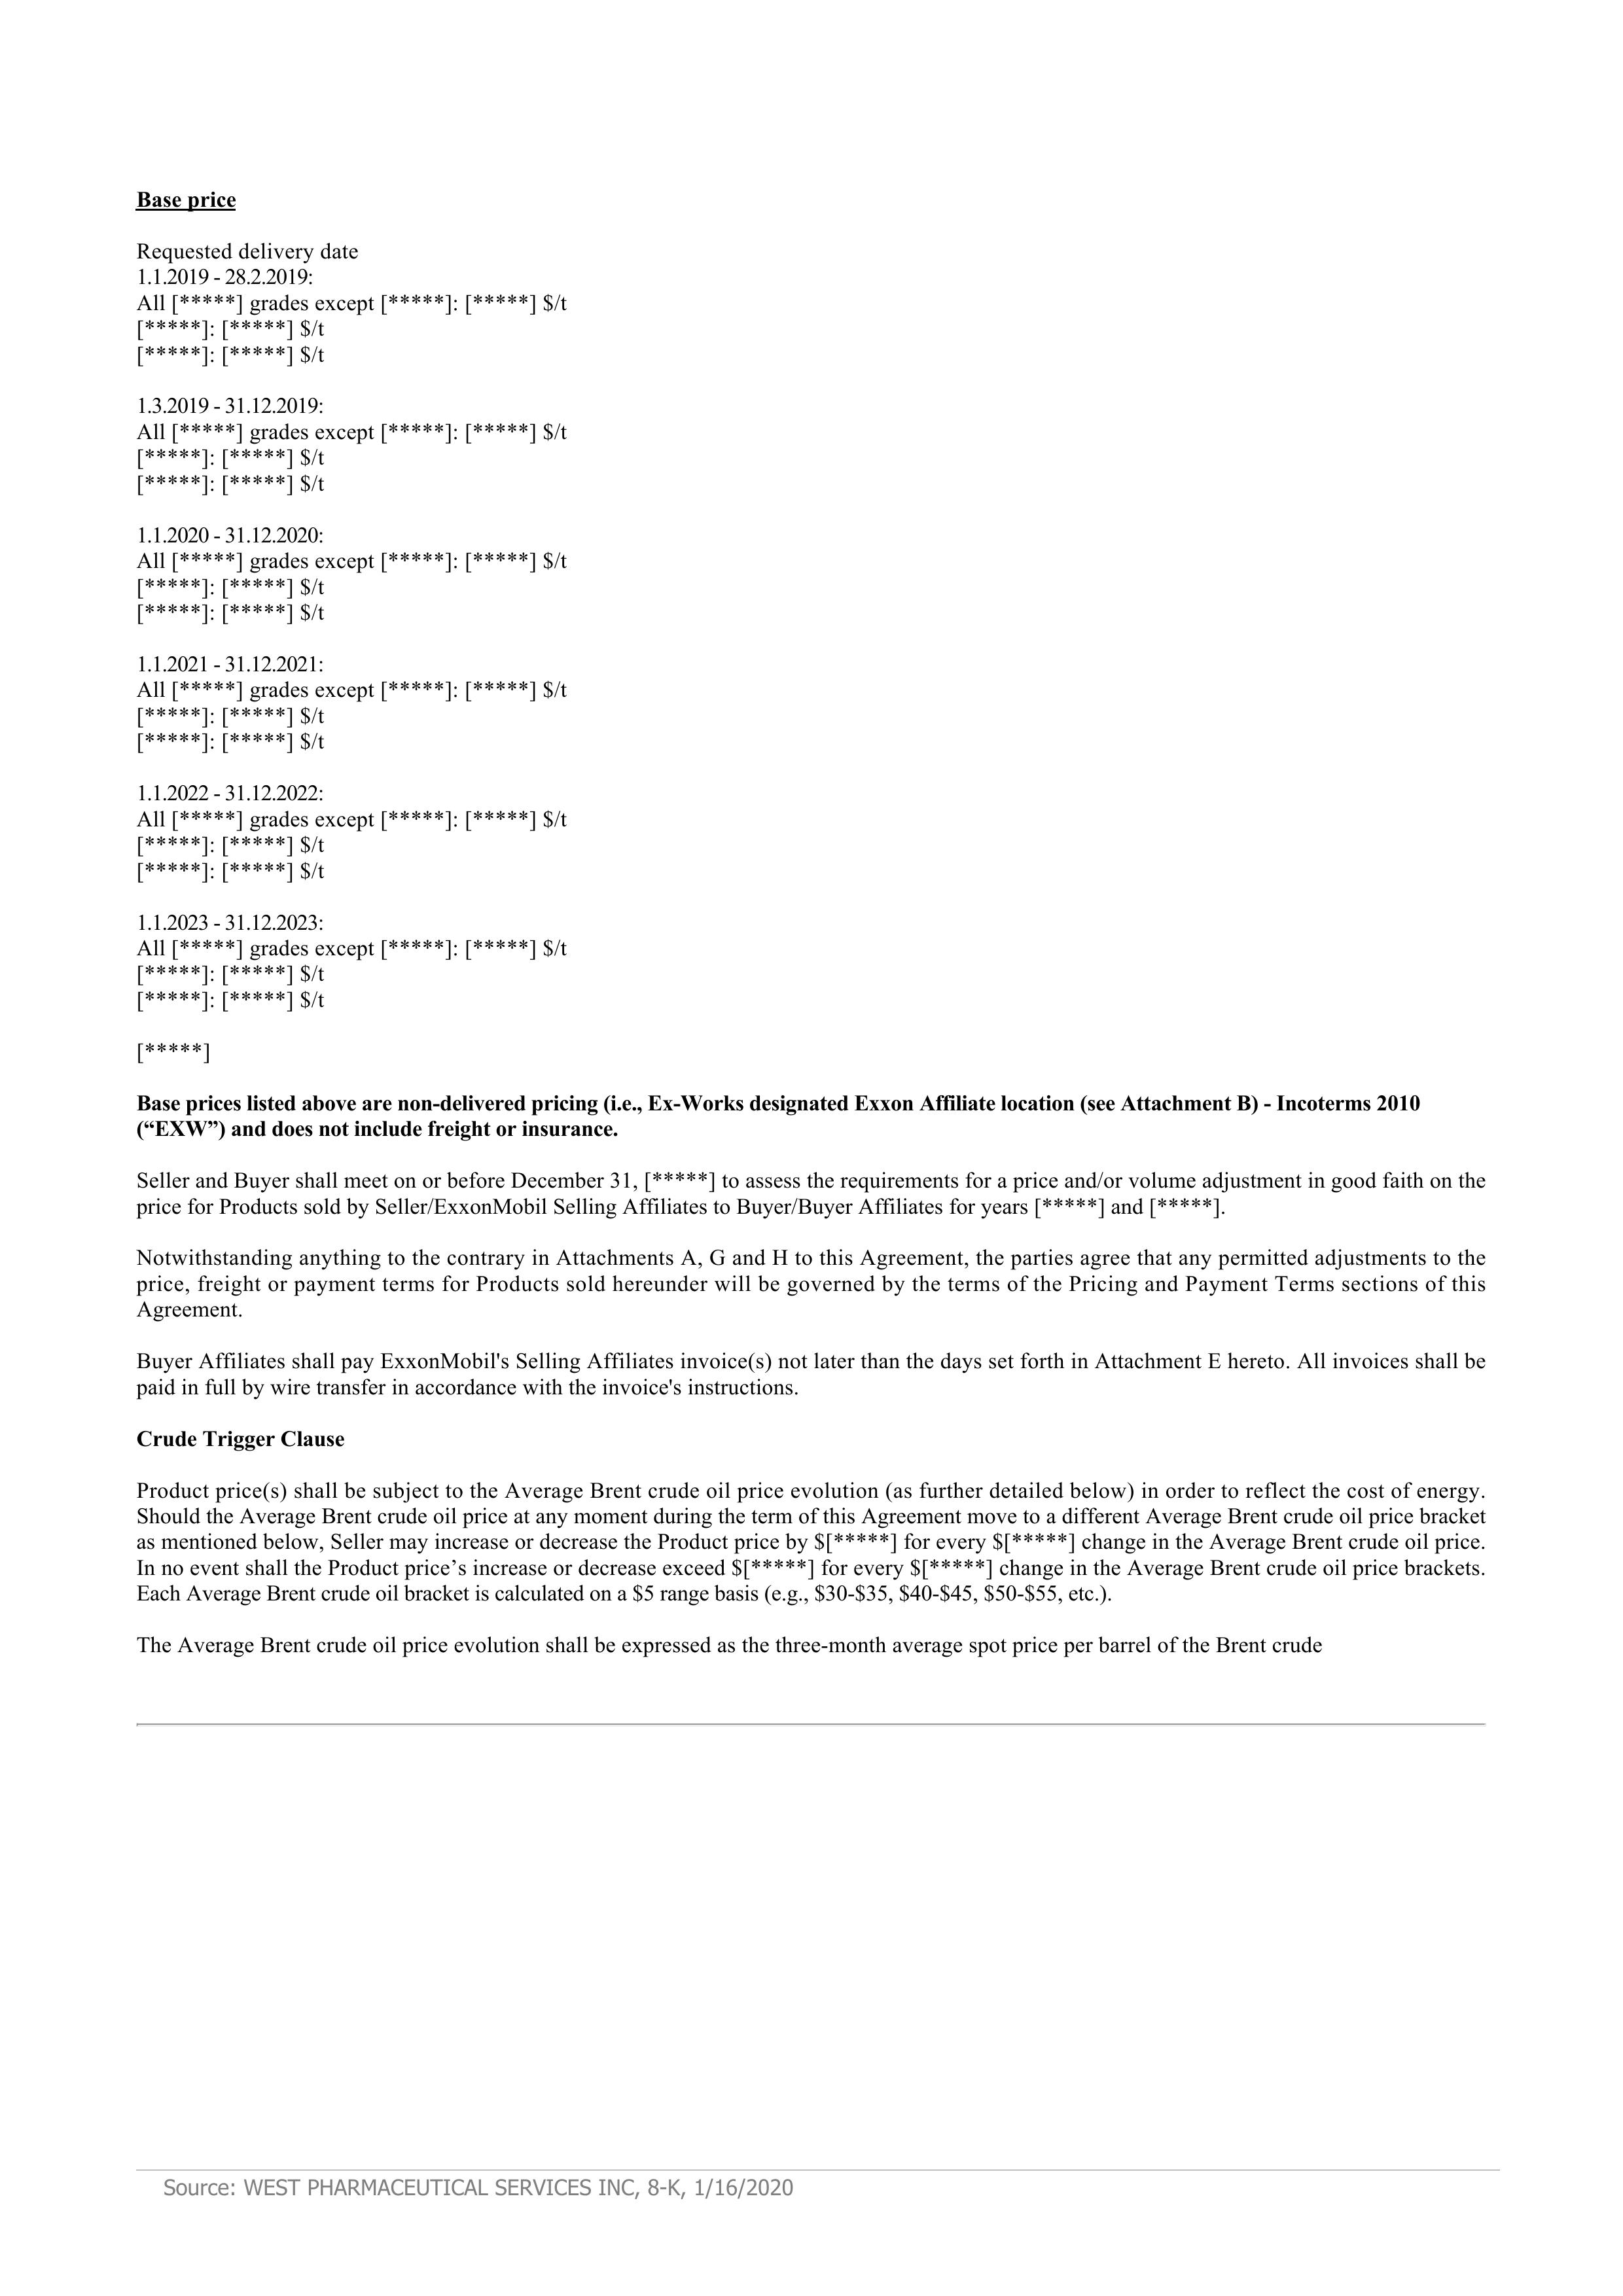 Base price
Requested delivery date
1.1.2019 - 28.2.2019:
All [*****] grades except [*****]: [*****] $/t
[*****]: [*****] $/t
[*****]: [*****] $/t
1.3.2019 - 31.12.2019:
All [*****] grades except [*****]: [*****] $/t
[*****]: [*****] $/t
[*****]: [*****] $/t
1.1.2020 - 31.12.2020:
All [*****] grades except [*****]: [*****] $/t
[*****]: [*****] $/t
[*****]: [*****] $/t
1.1.2021 - 31.12.2021:
All [*****] grades except [*****]: [*****] $/t
[*****]: [*****] $/t
[*****]: [*****] $/t
1.1.2022 - 31.12.2022:
All [*****] grades except [*****]: [*****] $/t
[*****]: [*****] $/t
[*****]: [*****] $/t
1.1.2023 - 31.12.2023:
All [*****] grades except [*****]: [*****] $/t
[*****]: [*****] $/t
[*****]: [*****] $/t
[*****]
Base prices listed above are non-delivered pricing (i.e., Ex-Works designated Exxon Affiliate location (see Attachment B) - Incoterms 2010
(“EXW”) and does not include freight or insurance.
Seller and Buyer shall meet on or before December 31, [*****] to assess the requirements for a price and/or volume adjustment in good faith on the
price for Products sold by Seller/ExxonMobil Selling Affiliates to Buyer/Buyer Affiliates for years [*****] and [*****].
Notwithstanding anything to the contrary in Attachments A, G and H to this Agreement, the parties agree that any permitted adjustments to the
price, freight or payment terms for Products sold hereunder will be governed by the terms of the Pricing and Payment Terms sections of this
Agreement.
Buyer Affiliates shall pay ExxonMobil's Selling Affiliates invoice(s) not later than the days set forth in Attachment E hereto. All invoices shall be
paid in full by wire transfer in accordance with the invoice's instructions.
Crude Trigger Clause
Product price(s) shall be subject to the Average Brent crude oil price evolution (as further detailed below) in order to reflect the cost of energy.
Should the Average Brent crude oil price at any moment during the term of this Agreement move to a different Average Brent crude oil price bracket
as mentioned below, Seller may increase or decrease the Product price by $[*****] for every $[*****] change in the Average Brent crude oil price.
In no event shall the Product price’s increase or decrease exceed $[*****] for every $[*****] change in the Average Brent crude oil price brackets.
Each Average Brent crude oil bracket is calculated on a $5 range basis (e.g., $30-$35, $40-$45, $50-$55, etc.).
The Average Brent crude oil price evolution shall be expressed as the three-month average spot price per barrel of the Brent crude
Source: WEST PHARMACEUTICAL SERVICES INC, 8-K, 1/16/2020